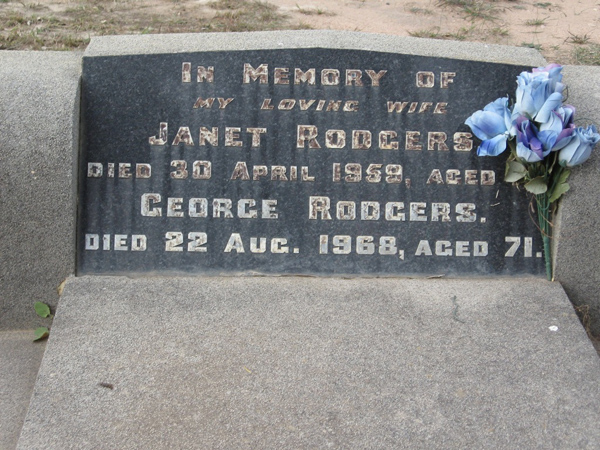 In Memory of
my loving wife
Janet Rodgers
died 30 April 1959, aged
George Rodgers.
died 22 Aug. 1968, aged 71.